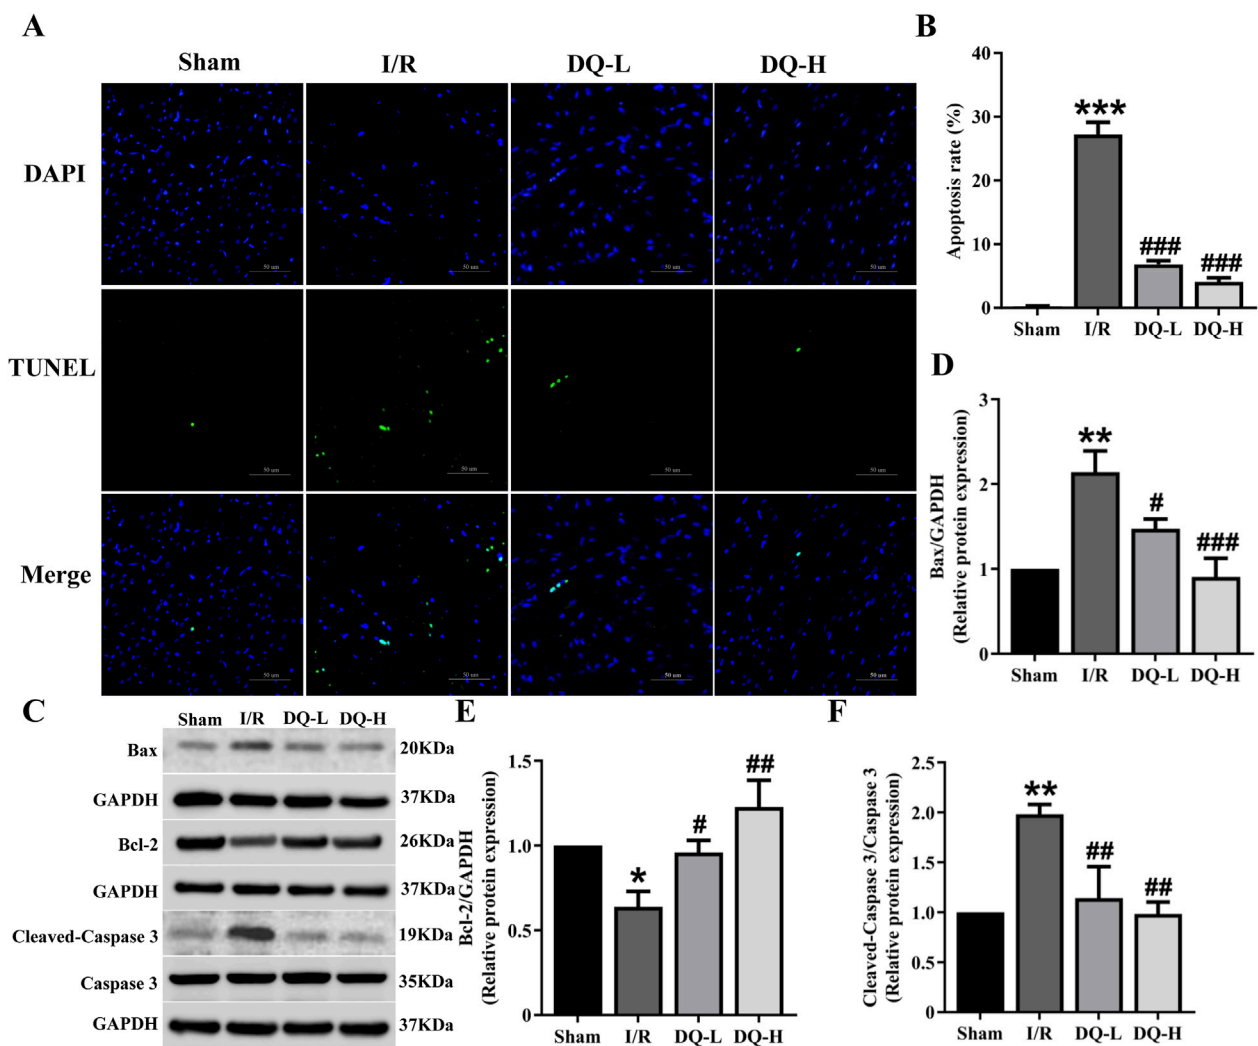 A
Sham I/R DQ-L DQ-H
DAPI
50 um 50 um 50 um 50 um
TUNEL
50 um 50 um 50 um 50 um
Merge
50 um 50 um 50 um 50 um
B
Apoptosis rate (%)
40
30
20
10
0
***
###
###
Sham I/R DQ-L DQ-H
C
Sham I/R DQ-L DQ-H
Bax 20KDa
GAPDH 37KDa
Bcl-2 26KDa
GAPDH 37KDa
Cleaved-Caspase 3 19KDa
Caspase 3 35KDa
GAPDH 37KDa
D
Bax/GAPDH
(Relative protein expression)
3
2
1
0
**
#
###
Sham I/R DQ-L DQ-H
E
Bcl-2/GAPDH
(Relative protein expression)
1.5
1.0
0.5
0
*
#
##
Sham I/R DQ-L DQ-H
F
Cleaved-Caspase 3/Caspase 3
(Relative protein expression)
2.5
2.0
1.5
1.0
0.5
0
**
##
##
Sham I/R DQ-L DQ-H